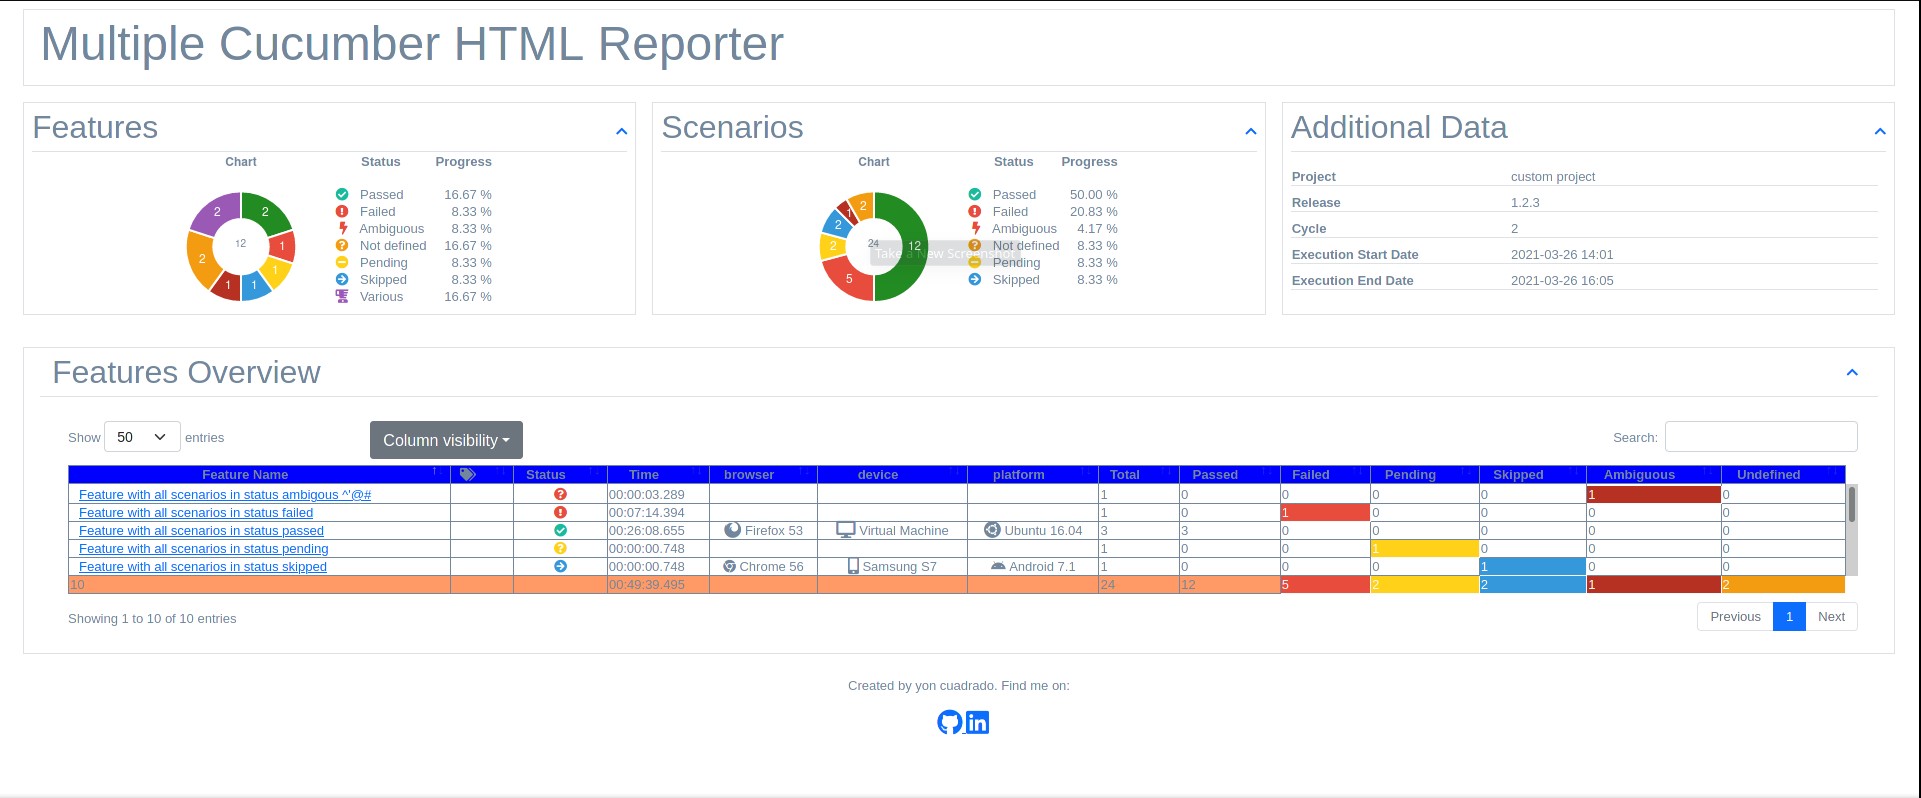 Multiple Cucumber HTML Reporter
Features
Chart Status Progress
2 2 1 1 1 1 2 12
Passed 16.67 %
Failed 8.33 %
Ambiguous 8.33 %
Not defined 16.67 %
Pending 8.33 %
Skipped 8.33 %
Various 16.67 %
Scenarios
Chart Status Progress
2 1 2 2 5 12 24
Passed 50.00 %
Failed 20.83 %
Ambiguous 4.17 %
Not defined 8.33 %
Take a New Screenshot
Pending 8.33 %
Skipped 8.33 %
Additional Data
Project custom project
Release 1.2.3
Cycle 2
Execution Start Date 2021-03-26 14:01
Execution End Date 2021-03-26 16:05
Features Overview
Show 50 entries Column visibility Search:
Feature Name Status Time browser device platform Total Passed Failed Pending Skipped Ambiguous Undefined
Feature with all scenarios in status ambigous ^'@# 00:00:03.289 1 0 0 0 0 1 0
Feature with all scenarios in status failed 00:07:14.394 1 0 1 0 0 0 0
Feature with all scenarios in status passed 00:26:08.655 Firefox 53 Virtual Machine Ubuntu 16.04 3 3 0 0 0 0 0
Feature with all scenarios in status pending 00:00:00.748 1 0 0 1 0 0 0
Feature with all scenarios in status skipped 00:00:00.748 Chrome 56 Samsung S7 Android 7.1 1 0 0 0 1 0 0
10 00:49:39.495 24 12 5 2 2 1 2
Showing 1 to 10 of 10 entries Previous 1 Next
Created by yon cuadrado. Find me on: